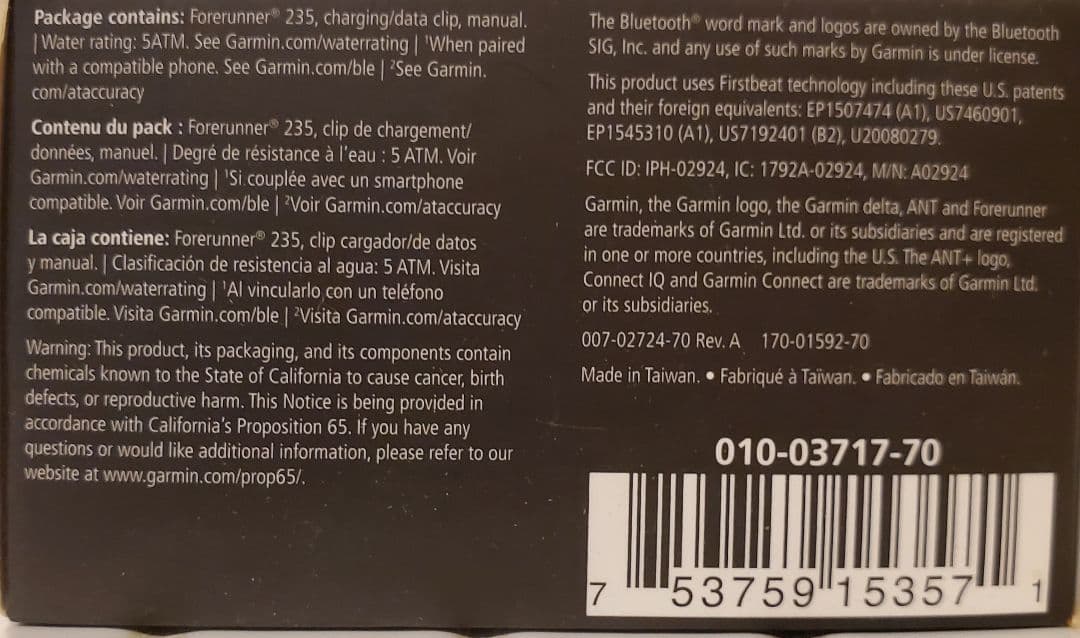 Package contains: Forerunner® 235, charging/data clip, manual.
| Water rating: 5ATM. See Garmin.com/waterrating | ¹When paired
with a compatible phone. See Garmin.com/ble | ²See Garmin.
com/ataccuracy
Contenu du pack : Forerunner® 235, clip de chargement/
données, manuel. | Degré de résistance à l'eau : 5 ATM. Voir
Garmin.com/waterrating | ¹Si couplée avec un smartphone
compatible. Voir Garmin.com/ble | ²Voir Garmin.com/ataccuracy
La caja contiene: Forerunner® 235, clip cargador/de datos
y manual. | Clasificación de resistencia al agua: 5 ATM. Visita
Garmin.com/waterrating | ¹Al vincularlo con un teléfono
compatible. Visita Garmin.com/ble | ²Visita Garmin.com/ataccuracy
Warning: This product, its packaging, and its components contain
chemicals known to the State of California to cause cancer, birth
defects, or reproductive harm. This Notice is being provided in
accordance with California's Proposition 65. If you have any
questions or would like additional information, please refer to our
website at www.garmin.com/prop65/.
The Bluetooth® word mark and logos are owned by the Bluetooth
SIG, Inc. and any use of such marks by Garmin is under license.
This product uses Firstbeat technology including these U.S. patents
and their foreign equivalents: EP1507474 (A1), US7460901,
EP1545310 (A1), US7192401 (B2), U20080279.
FCC ID: IPH-02924, IC: 1792A-02924, M/N: A02924
Garmin, the Garmin logo, the Garmin delta, ANT and Forerunner
are trademarks of Garmin Ltd. or its subsidiaries and are registered
in one or more countries, including the U.S. The ANT+ logo,
Connect IQ and Garmin Connect are trademarks of Garmin Ltd.
or its subsidiaries.
007-02724-70 Rev. A 170-01592-70
Made in Taiwan. • Fabriqué à Taïwan. • Fabricado en Taiwán.
010-03717-70
7 53759 15357 1